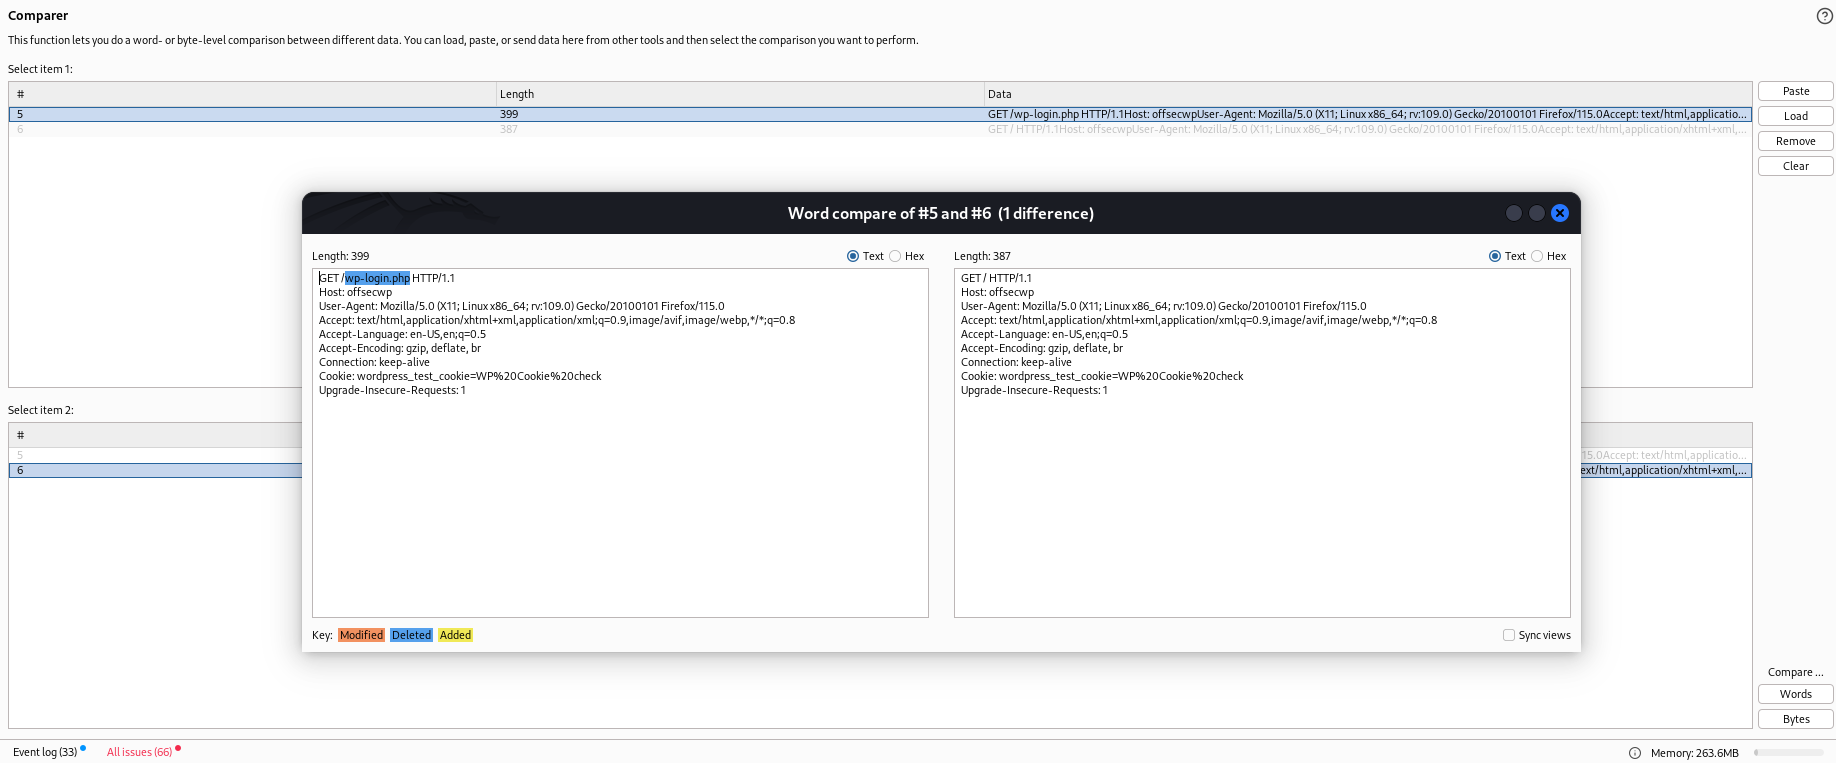 Comparer
This function lets you do a word- or byte-level comparison between different data. You can load, paste, or send data here from other tools and then select the comparison you want to perform.
Select item 1:
# Length Data
5 399 GET /wp-login.php HTTP/1.1Host: offsecwpUser-Agent: Mozilla/5.0 (X11; Linux x86_64; rv:109.0) Gecko/20100101 Firefox/115.0Accept: text/html,applicatio...
6 387 GET / HTTP/1.1Host: offsecwpUser-Agent: Mozilla/5.0 (X11; Linux x86_64; rv:109.0) Gecko/20100101 Firefox/115.0Accept: text/html,application/xhtml+xml,...
Paste
Load
Remove
Clear
Word compare of #5 and #6 (1 difference)
Length: 399 Text Hex
GET /wp-login.php HTTP/1.1
Host: offsecwp
User-Agent: Mozilla/5.0 (X11; Linux x86_64; rv:109.0) Gecko/20100101 Firefox/115.0
Accept: text/html,application/xhtml+xml,application/xml;q=0.9,image/avif,image/webp,*/*;q=0.8
Accept-Language: en-US,en;q=0.5
Accept-Encoding: gzip, deflate, br
Connection: keep-alive
Cookie: wordpress_test_cookie=WP%20Cookie%20check
Upgrade-Insecure-Requests: 1
Length: 387 Text Hex
GET / HTTP/1.1
Host: offsecwp
User-Agent: Mozilla/5.0 (X11; Linux x86_64; rv:109.0) Gecko/20100101 Firefox/115.0
Accept: text/html,application/xhtml+xml,application/xml;q=0.9,image/avif,image/webp,*/*;q=0.8
Accept-Language: en-US,en;q=0.5
Accept-Encoding: gzip, deflate, br
Connection: keep-alive
Cookie: wordpress_test_cookie=WP%20Cookie%20check
Upgrade-Insecure-Requests: 1
Key: Modified Deleted Added
Sync views
Select item 2:
#
5 15.0Accept: text/html,applicatio...
6 ext/html,application/xhtml+xml,...
Compare ...
Words
Bytes
Event log (33) All issues (66) Memory: 263.6MB